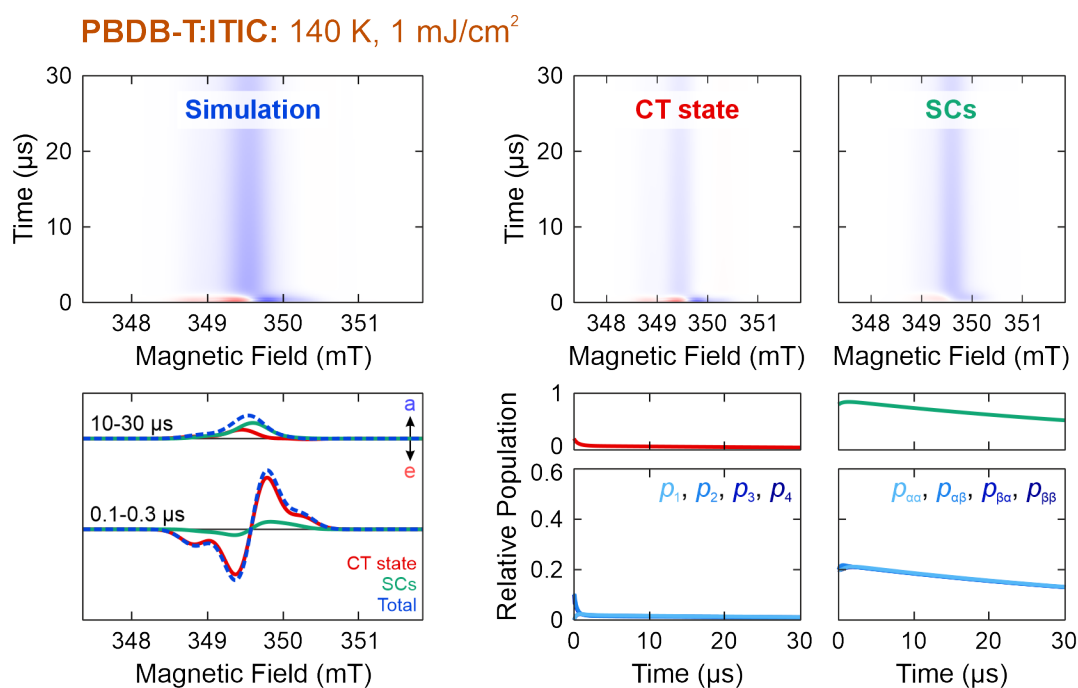 PBDB-T:ITIC: 140 K, 1 mJ/cm²
Simulation
Time (µs)
30
20
10
0
348 349 350 351
Magnetic Field (mT)
CT state
Time (µs)
30
20
10
0
348 349 350 351
Magnetic Field (mT)
SCs
348 349 350 351
Magnetic Field (mT)
10-30 µs
a
e
0.1-0.3 µs
CT state
SCs
Total
348 349 350 351
Magnetic Field (mT)
Relative Population
1
0
0.6
0.4
0.2
0
p₁, p₂, p₃, p₄
0 10 20 30
Time (µs)
pαα, pαβ, pβα, pββ
0 10 20 30
Time (µs)